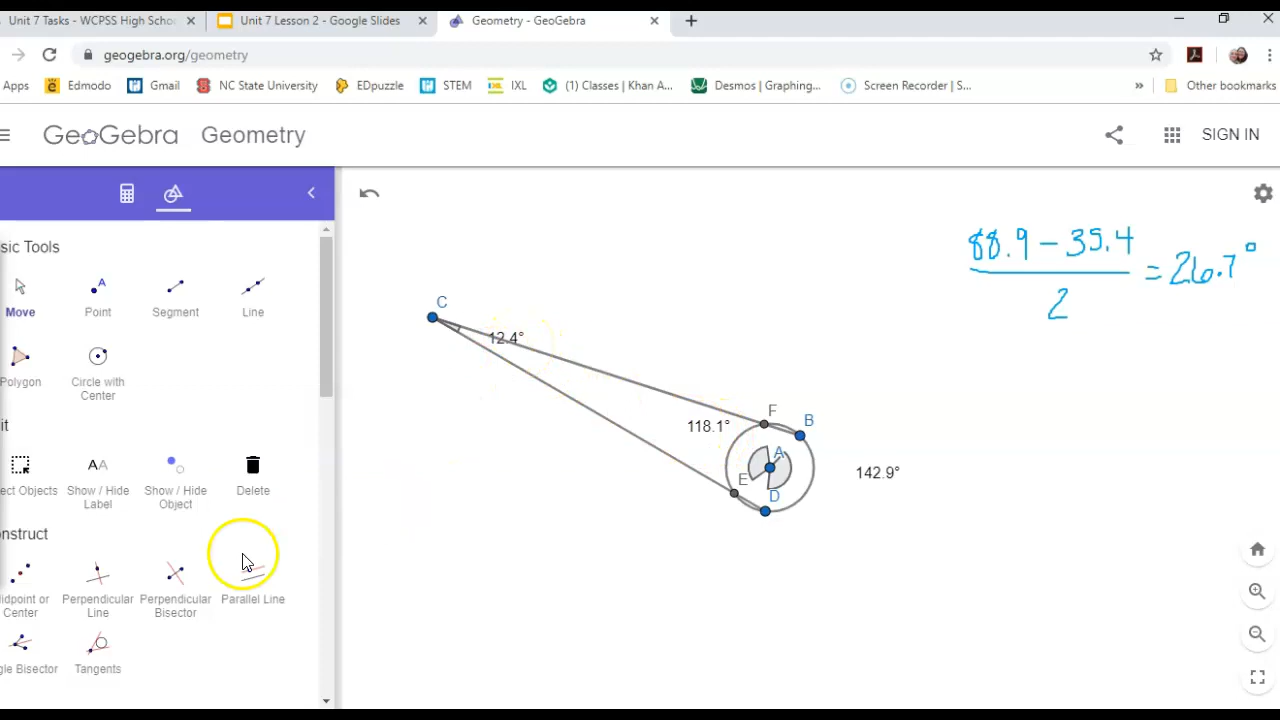 Unit 7 Tasks - WCPSS High Schoo × Unit 7 Lesson 2 - Google Slides × Geometry - GeoGebra × +
geogebra.org/geometry
Apps Edmodo Gmail NC State University EDpuzzle STEM IXL (1) Classes | Khan A... Desmos | Graphing... Screen Recorder | S... » Other bookmarks
GeoGebra Geometry SIGN IN
sic Tools
Move Point Segment Line
Polygon Circle with
Center
it
ect Objects Show / Hide
Label Show / Hide
Object Delete
nstruct
idpoint or
Center Perpendicular
Line Perpendicular
Bisector Parallel Line
gle Bisector Tangents
88.9 - 35.4
2
= 26.7°
C
12.4°
F
B
118.1°
A
142.9°
E
D